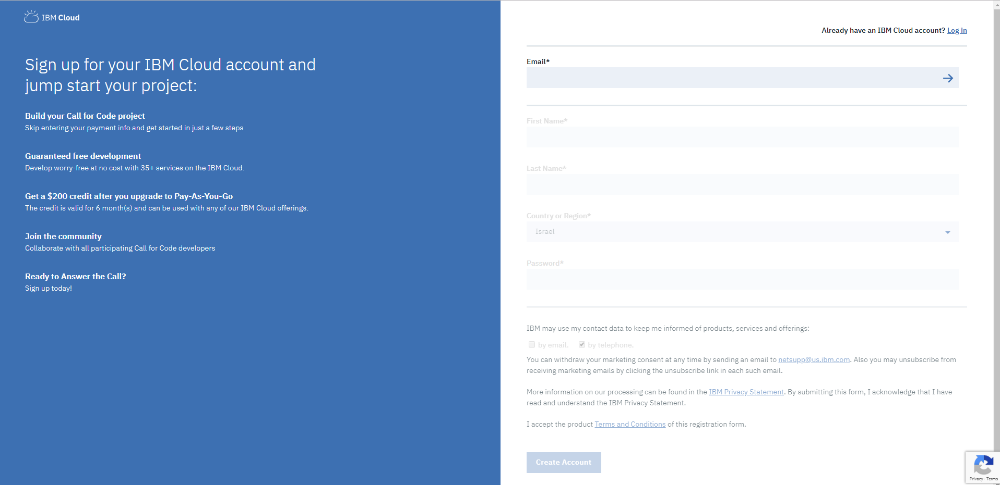 IBM Cloud
Sign up for your IBM Cloud account and
jump start your project:
Build your Call for Code project
Skip entering your payment info and get started in just a few steps
Guaranteed free development
Develop worry-free at no cost with 35+ services on the IBM Cloud.
Get a $200 credit after you upgrade to Pay-As-You-Go
The credit is valid for 6 month(s) and can be used with any of our IBM Cloud offerings.
Join the community
Collaborate with all participating Call for Code developers
Ready to Answer the Call?
Sign up today!
Already have an IBM Cloud account? Log in
Email*
First Name*
Last Name*
Country or Region*
Israel
Password*
IBM may use my contact data to keep me informed of products, services and offerings:
by email. by telephone.
You can withdraw your marketing consent at any time by sending an email to netsupp@us.ibm.com. Also you may unsubscribe from
receiving marketing emails by clicking the unsubscribe link in each such email.
More information on our processing can be found in the IBM Privacy Statement. By submitting this form, I acknowledge that I have
read and understand the IBM Privacy Statement.
I accept the product Terms and Conditions of this registration form.
Create Account
Privacy - Terms